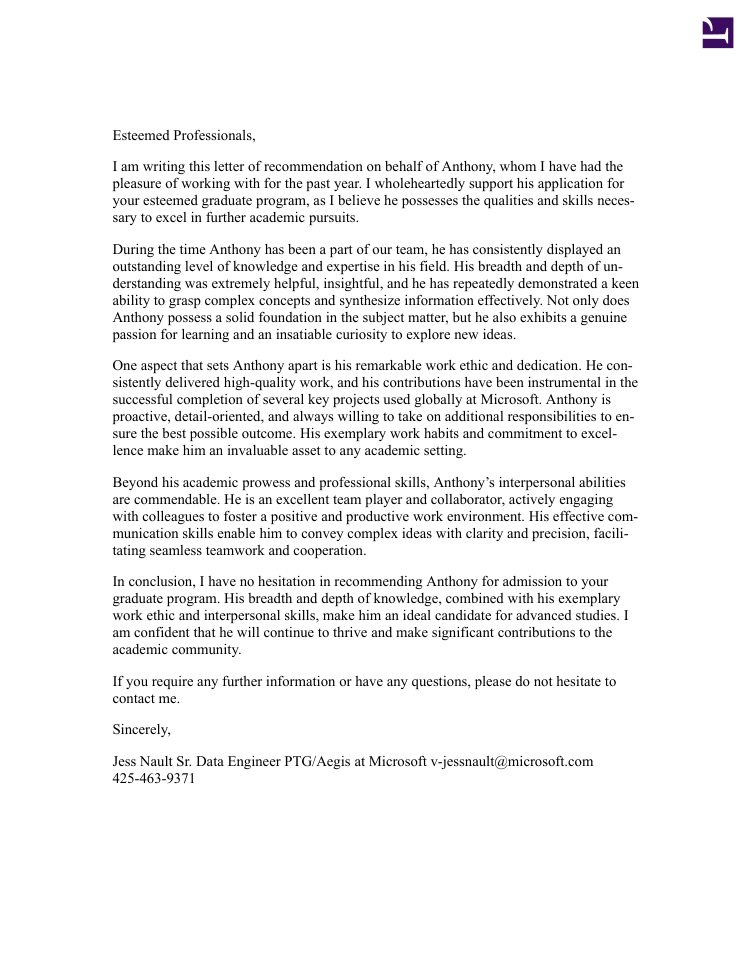 Esteemed Professionals,
I am writing this letter of recommendation on behalf of Anthony, whom I have had the
pleasure of working with for the past year. I wholeheartedly support his application for
your esteemed graduate program, as I believe he possesses the qualities and skills neces-
sary to excel in further academic pursuits.
During the time Anthony has been a part of our team, he has consistently displayed an
outstanding level of knowledge and expertise in his field. His breadth and depth of un-
derstanding was extremely helpful, insightful, and he has repeatedly demonstrated a keen
ability to grasp complex concepts and synthesize information effectively. Not only does
Anthony possess a solid foundation in the subject matter, but he also exhibits a genuine
passion for learning and an insatiable curiosity to explore new ideas.
One aspect that sets Anthony apart is his remarkable work ethic and dedication. He con-
sistently delivered high-quality work, and his contributions have been instrumental in the
successful completion of several key projects used globally at Microsoft. Anthony is
proactive, detail-oriented, and always willing to take on additional responsibilities to en-
sure the best possible outcome. His exemplary work habits and commitment to excel-
lence make him an invaluable asset to any academic setting.
Beyond his academic prowess and professional skills, Anthony’s interpersonal abilities
are commendable. He is an excellent team player and collaborator, actively engaging
with colleagues to foster a positive and productive work environment. His effective com-
munication skills enable him to convey complex ideas with clarity and precision, facili-
tating seamless teamwork and cooperation.
In conclusion, I have no hesitation in recommending Anthony for admission to your
graduate program. His breadth and depth of knowledge, combined with his exemplary
work ethic and interpersonal skills, make him an ideal candidate for advanced studies. I
am confident that he will continue to thrive and make significant contributions to the
academic community.
If you require any further information or have any questions, please do not hesitate to
contact me.
Sincerely,
Jess Nault Sr. Data Engineer PTG/Aegis at Microsoft v-jessnault@microsoft.com
425-463-9371